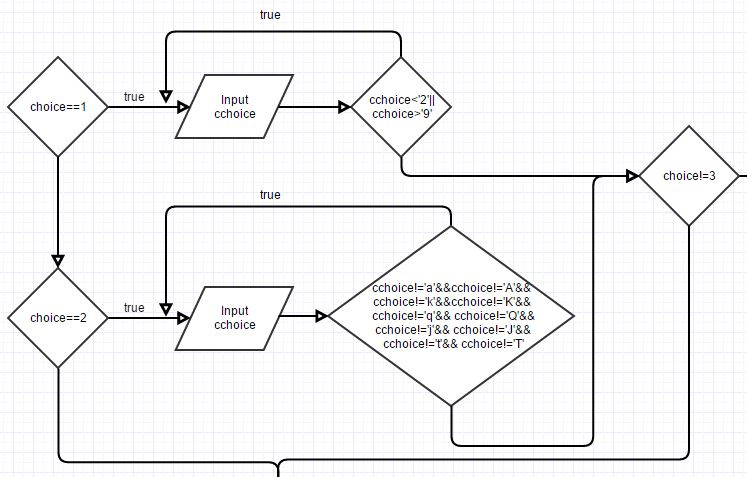 true
choice==1
true
Input
cchoice
cchoice<'2'||
cchoice>'9'
choice!=3
true
choice==2
true
Input
cchoice
cchoice!='a'&&cchoice!='A'&&
cchoice!='k'&&cchoice!='K'&&
cchoice!='q'&& cchoice!='Q'&&
cchoice!='j'&& cchoice!='J'&&
cchoice!='t'&& cchoice!='T'